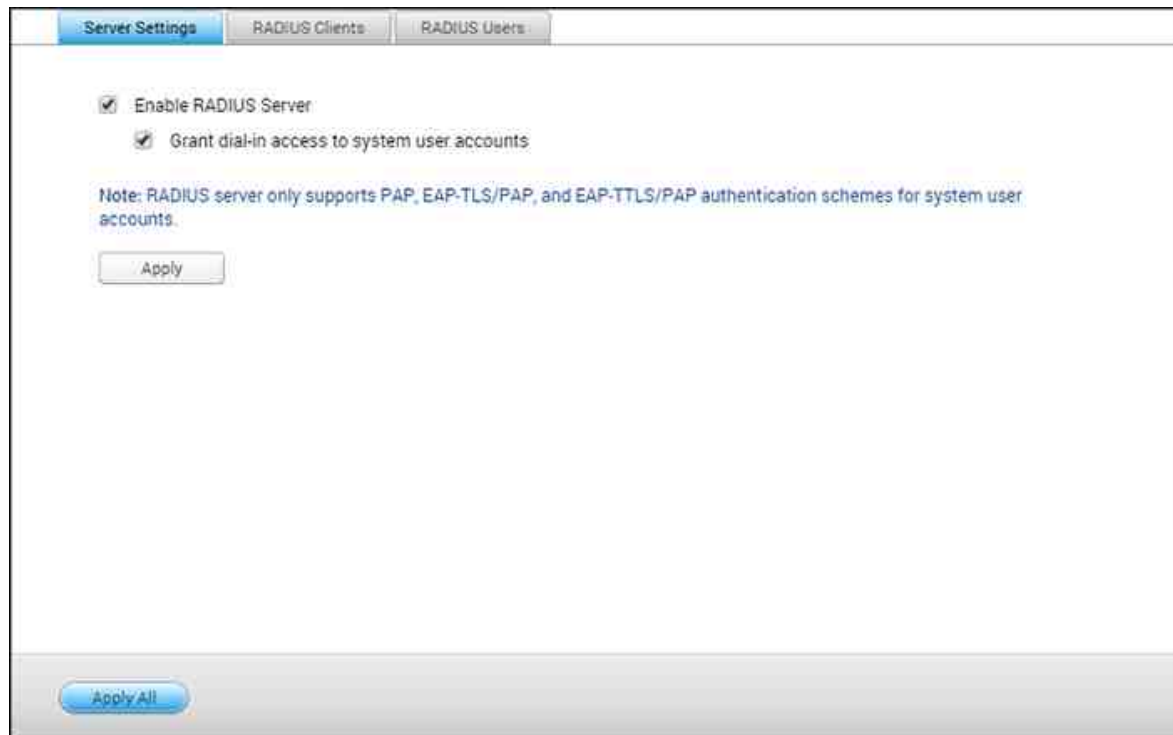 Server Settings
RADIUS Clients
RADIUS Users
Enable RADIUS Server
Grant dial-in access to system user accounts
Note: RADIUS server only supports PAP, EAP-TLS/PAP, and EAP-TTLS/PAP authentication schemes for system user
accounts.
Apply
Apply All